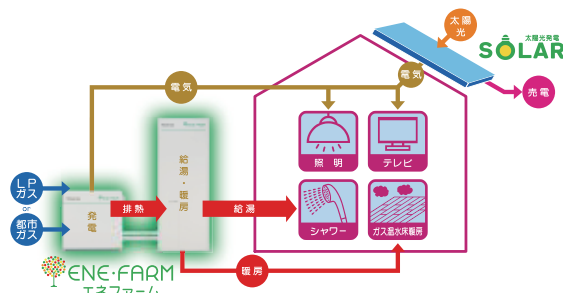 太陽
光
太陽光発電
SOLAR
電気
電気
売電
照明
テレビ
給湯・暖房
LP
ガス
or
都市
ガス
発電
排熱
給湯
シャワー
ガス温水床暖房
暖房
ENE・FARM
エネファーム